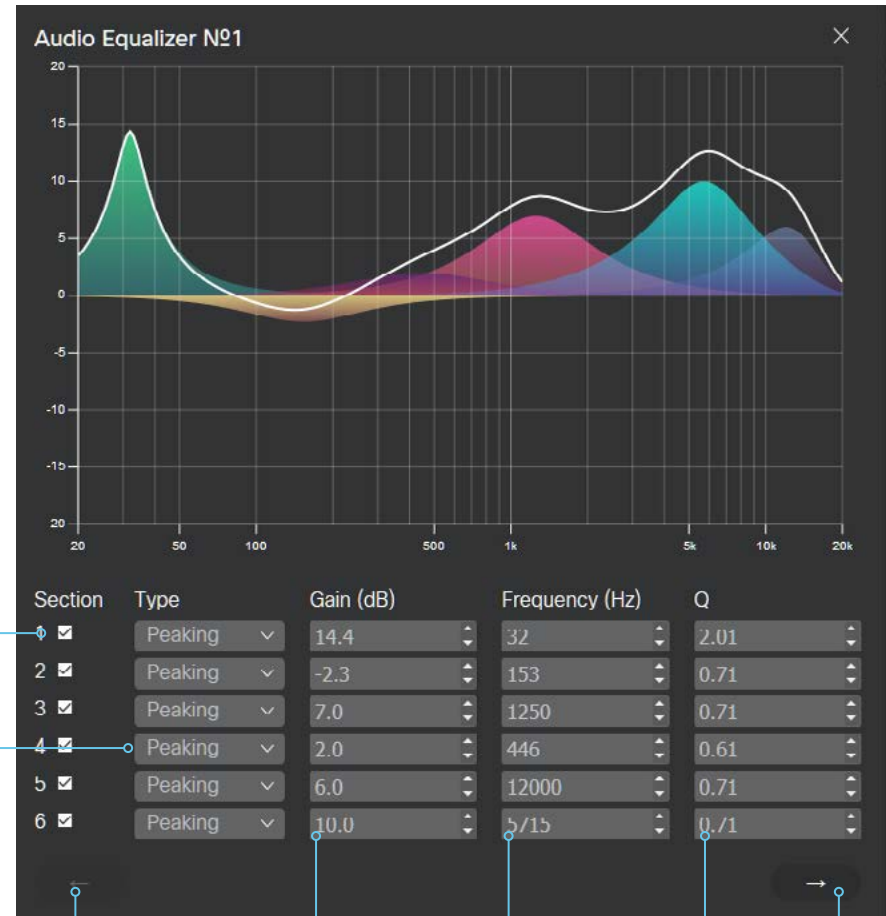 Audio Equalizer №1
20
15
10
5
0
-5
-10
-15
20
20 50 100 500 1k 5k 10k 20k
Section Type Gain (dB) Frequency (Hz) Q
1 Peaking 14.4 32 2.01
2 Peaking -2.3 153 0.71
3 Peaking 7.0 1250 0.71
4 Peaking 2.0 446 0.61
5 Peaking 6.0 12000 0.71
6 Peaking 10.0 5715 0.71
← →